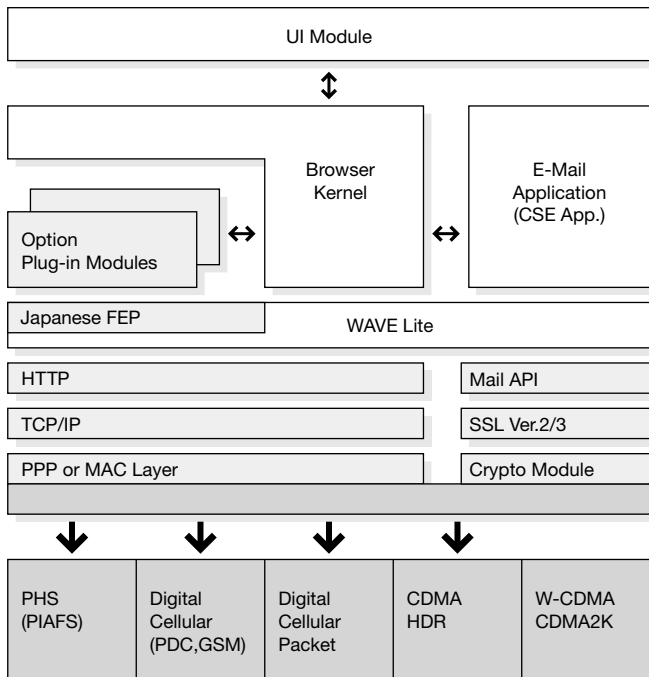 UI Module
Browser
Kernel
E-Mail
Application
(CSE App.)
Option
Plug-in Modules
Japanese FEP
WAVE Lite
HTTP
Mail API
TCP/IP
SSL Ver.2/3
PPP or MAC Layer
Crypto Module
PHS
(PIAFS)
Digital
Cellular
(PDC,GSM)
Digital
Cellular
Packet
CDMA
HDR
W-CDMA
CDMA2K